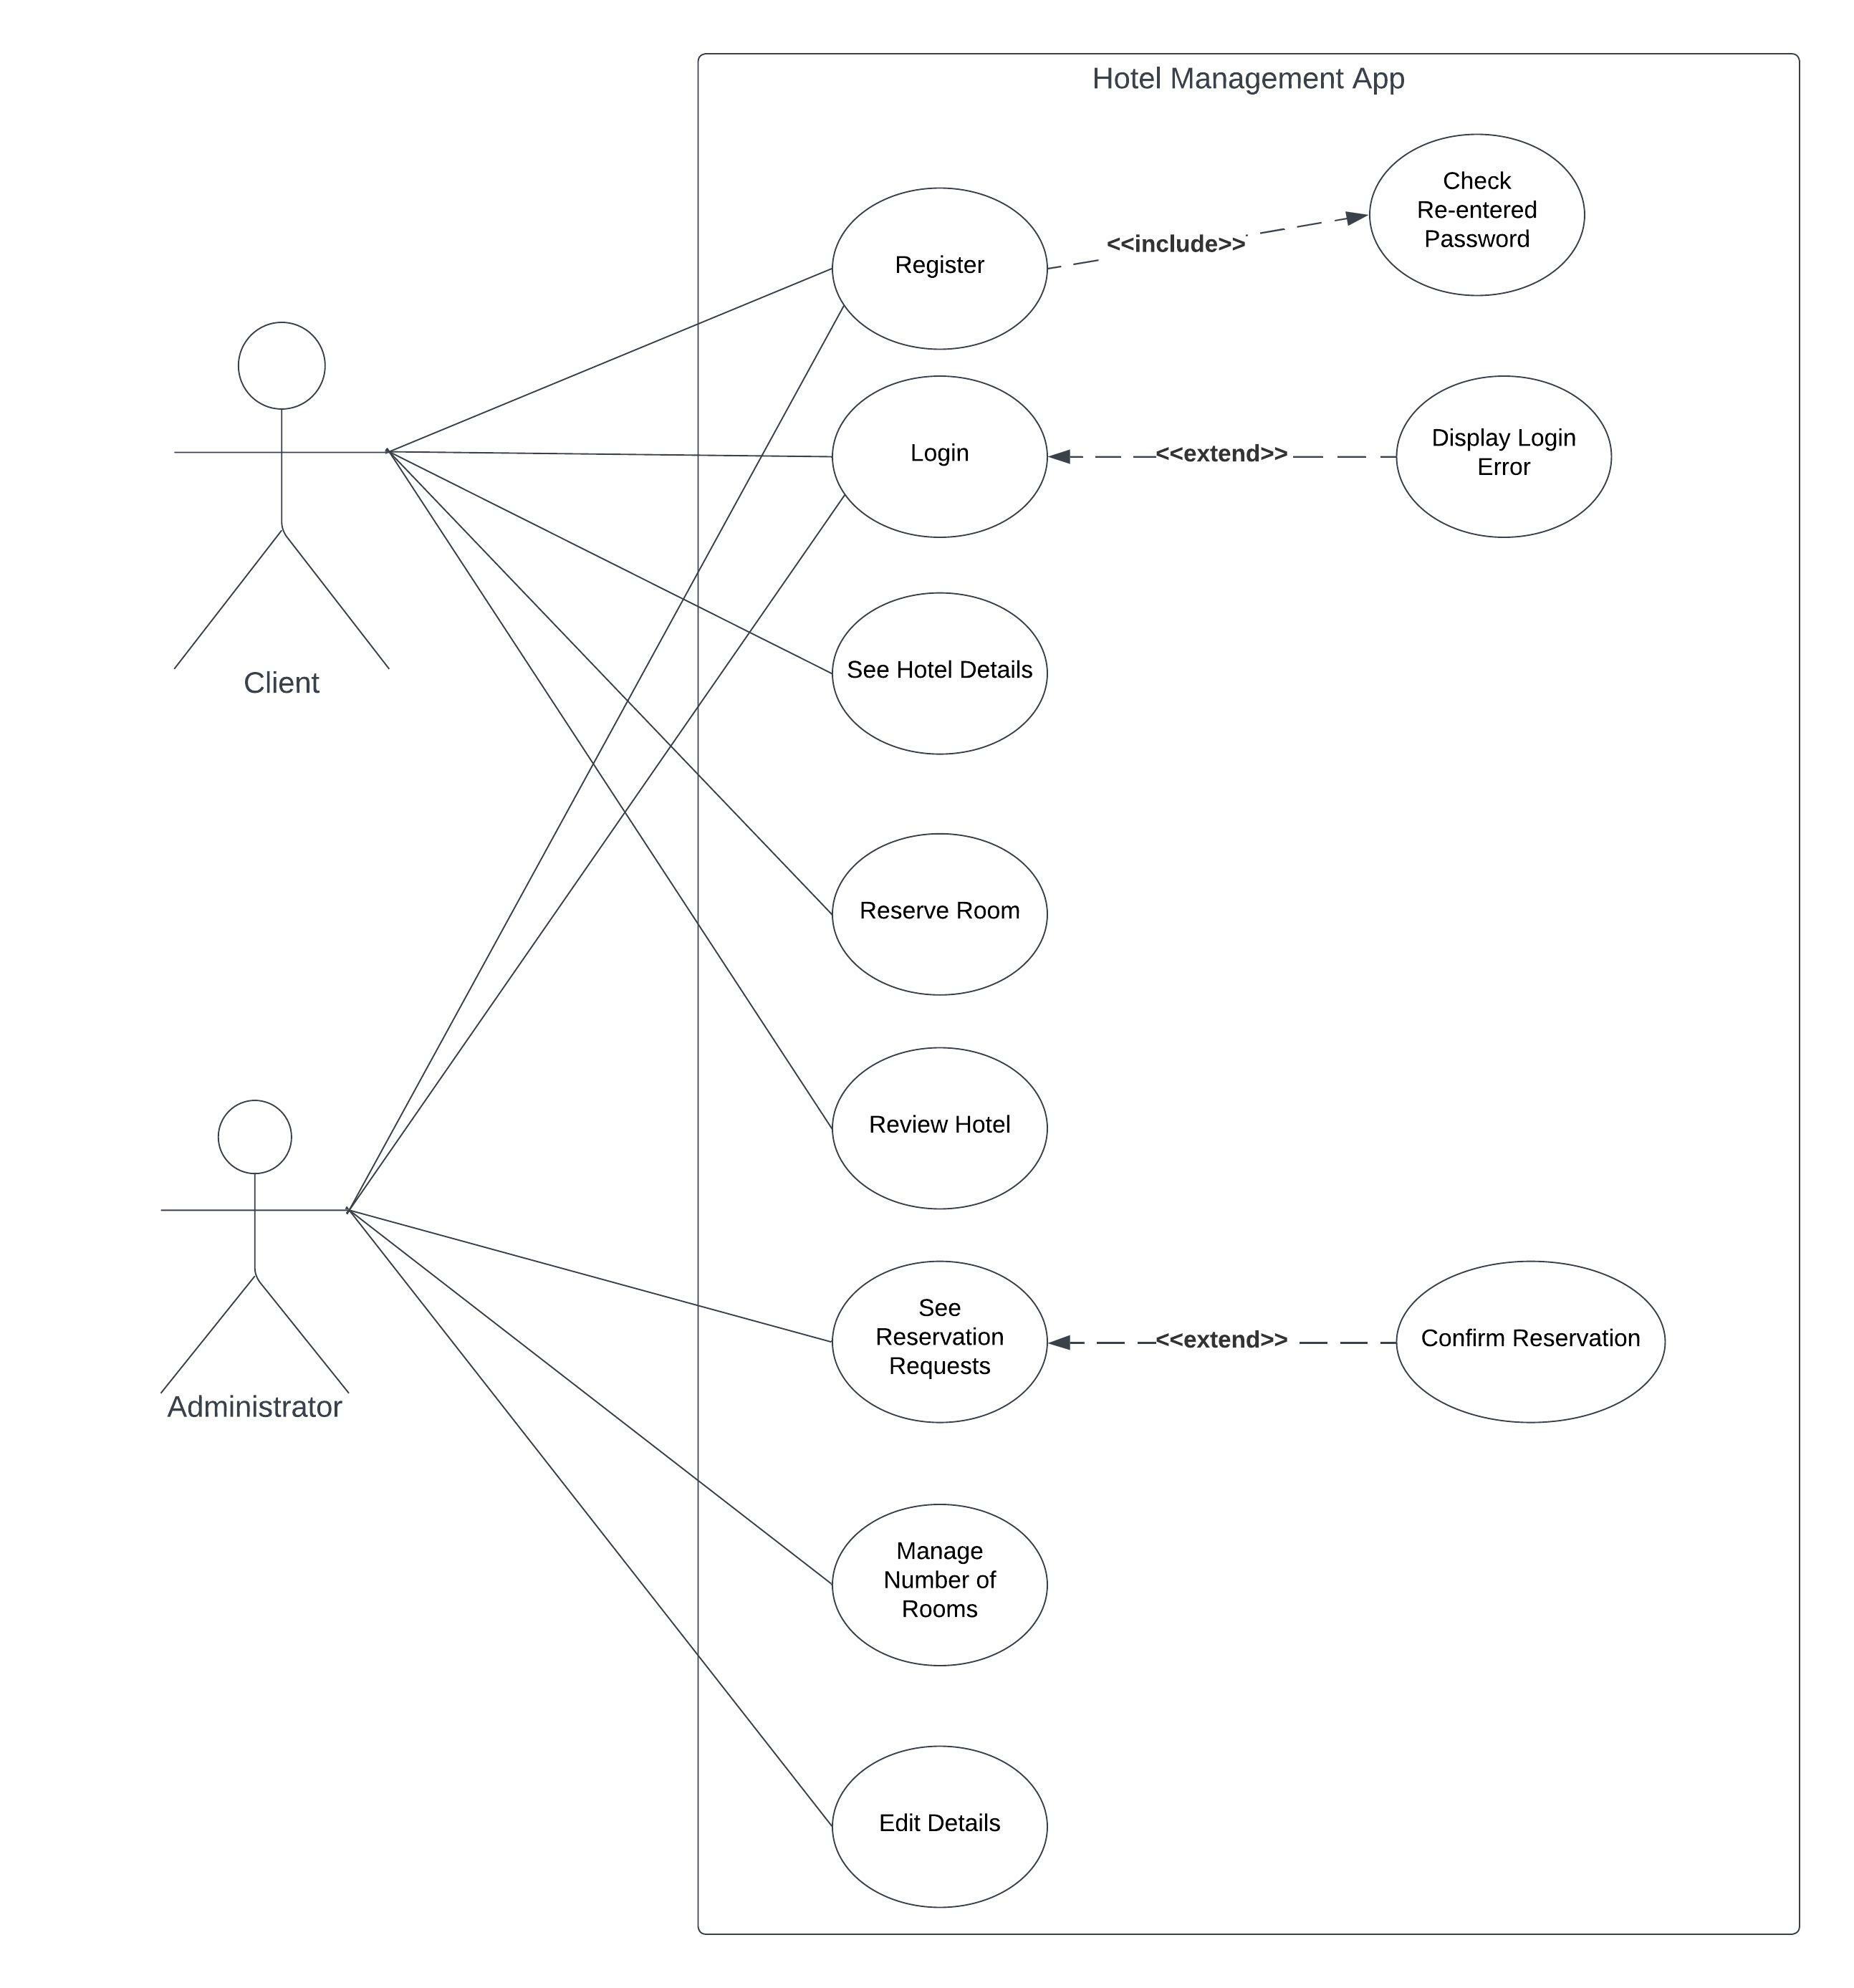 Hotel Management App
Check
Re-entered
Password
<<include>>
Register
Display Login
Error
<<extend>>
Login
See Hotel Details
Client
Reserve Room
Review Hotel
See
Reservation
Requests
<<extend>>
Confirm Reservation
Administrator
Manage
Number of
Rooms
Edit Details